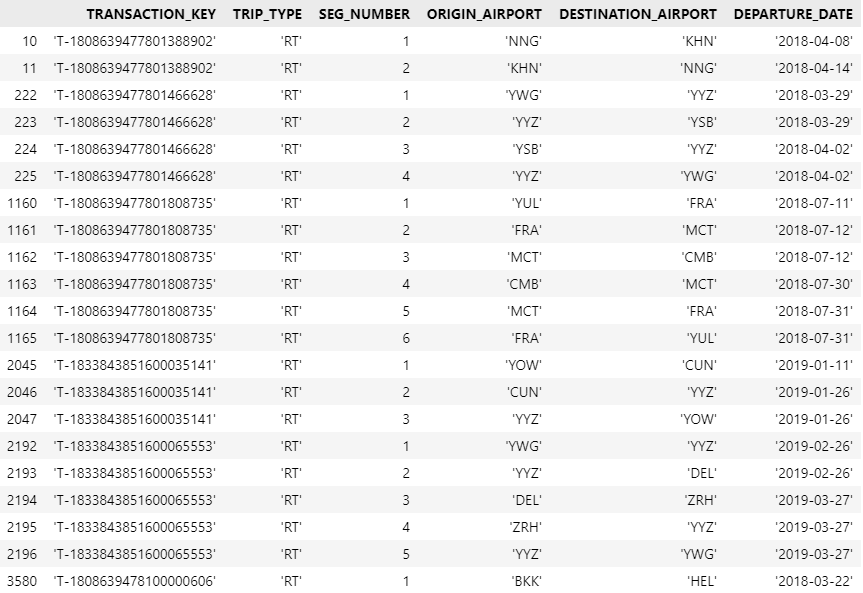 TRANSACTION_KEY TRIP_TYPE SEG_NUMBER ORIGIN_AIRPORT DESTINATION_AIRPORT DEPARTURE_DATE
10 'T-1808639477801388902' 'RT' 1 'NNG' 'KHN' '2018-04-08'
11 'T-1808639477801388902' 'RT' 2 'KHN' 'NNG' '2018-04-14'
222 'T-1808639477801466628' 'RT' 1 'YWG' 'YYZ' '2018-03-29'
223 'T-1808639477801466628' 'RT' 2 'YYZ' 'YSB' '2018-03-29'
224 'T-1808639477801466628' 'RT' 3 'YSB' 'YYZ' '2018-04-02'
225 'T-1808639477801466628' 'RT' 4 'YYZ' 'YWG' '2018-04-02'
1160 'T-1808639477801808735' 'RT' 1 'YUL' 'FRA' '2018-07-11'
1161 'T-1808639477801808735' 'RT' 2 'FRA' 'MCT' '2018-07-12'
1162 'T-1808639477801808735' 'RT' 3 'MCT' 'CMB' '2018-07-12'
1163 'T-1808639477801808735' 'RT' 4 'CMB' 'MCT' '2018-07-30'
1164 'T-1808639477801808735' 'RT' 5 'MCT' 'FRA' '2018-07-31'
1165 'T-1808639477801808735' 'RT' 6 'FRA' 'YUL' '2018-07-31'
2045 'T-1833843851600035141' 'RT' 1 'YOW' 'CUN' '2019-01-11'
2046 'T-1833843851600035141' 'RT' 2 'CUN' 'YYZ' '2019-01-26'
2047 'T-1833843851600035141' 'RT' 3 'YYZ' 'YOW' '2019-01-26'
2192 'T-1833843851600065553' 'RT' 1 'YWG' 'YYZ' '2019-02-26'
2193 'T-1833843851600065553' 'RT' 2 'YYZ' 'DEL' '2019-02-26'
2194 'T-1833843851600065553' 'RT' 3 'DEL' 'ZRH' '2019-03-27'
2195 'T-1833843851600065553' 'RT' 4 'ZRH' 'YYZ' '2019-03-27'
2196 'T-1833843851600065553' 'RT' 5 'YYZ' 'YWG' '2019-03-27'
3580 'T-1808639478100000606' 'RT' 1 'BKK' 'HEL' '2018-03-22'